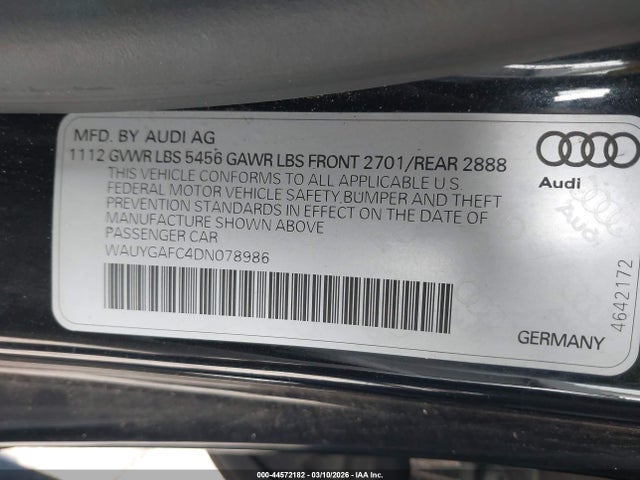 MFD. BY AUDI AG
1112 GVWR LBS 5456 GAWR LBS FRONT 2701/REAR 2888
THIS VEHICLE CONFORMS TO ALL APPLICABLE U.S.
FEDERAL MOTOR VEHICLE SAFETY,BUMPER AND THEFT
PREVENTION STANDARDS IN EFFECT ON THE DATE OF
MANUFACTURE SHOWN ABOVE
PASSENGER CAR
WAUYGAFC4DN078986
Audi
Audi
4642172
GERMANY
000-44572182 - 03/10/2026 - IAA Inc.